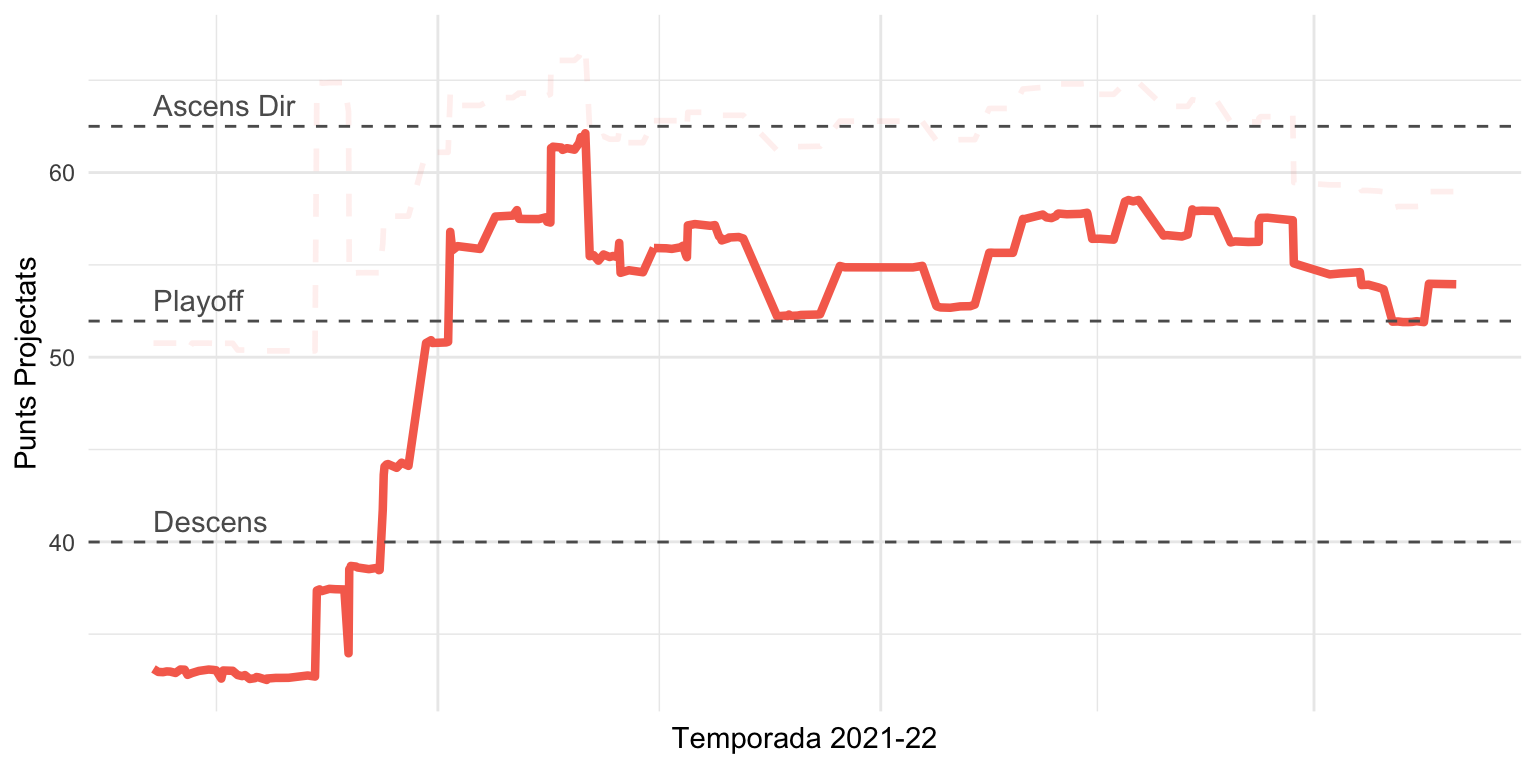 Ascens Dir
60
Playoff
50
Descens
40
Punts Projectats
Temporada 2021-22